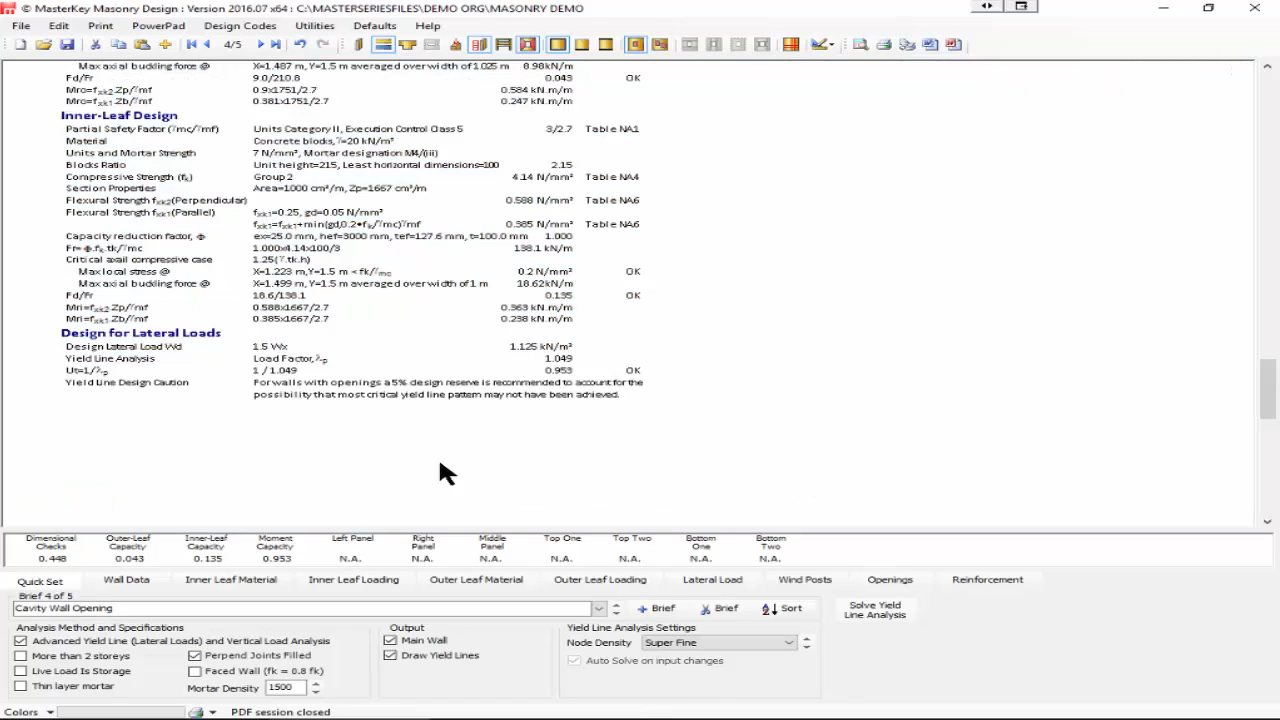 © MasterKey Masonry Design : Version 2016.07 x64 : C:\MASTERSERIESFILES\DEMO ORG\MASONRY DEMO
File Edit Print PowerPad Design Codes Utilities Defaults Help
4/5
Max axial buckling force @ X=1.487 m, Y=1.5 m averaged over width of 1.025 m 8.98kN/m
Fd/Fr 9.0/210.8 0.043 OK
Mro=fxk2.Zp/γmf 0.9x1751/2.7 0.584 kN.m/m
Mro=fxk1.Zb/γmf 0.381x1751/2.7 0.247 kN.m/m
Inner-Leaf Design
Partial Safety Factor (γmc/γmf) Units Category II, Execution Control Class 5 3/2.7 Table NA1
Material Concrete blocks, γ=20 kN/m³
Units and Mortar Strength 7 N/mm², Mortar designation M4/(iii)
Blocks Ratio Unit height=215, Least horizontal dimensions=100 2.15
Compressive Strength (fk) Group 2 4.14 N/mm² Table NA4
Section Properties Area=1000 cm²/m, Zp=1667 cm³/m
Flexural Strength fxk2(Perpendicular) 0.588 N/mm² Table NA6
Flexural Strength fxk1(Parallel) fxk1=0.25, gd=0.05 N/mm²
fxk1=fxk1+min(gd,0.2•fk/γmc)γmf 0.385 N/mm² Table NA6
Capacity reduction factor, Φ ex=25.0 mm, hef=3000 mm, tef=127.6 mm, t=100.0 mm 1.000
Fr= Φ.fk.tk/γmc 1.000x4.14x100/3 138.1 kN/m
Critical axail compressive case 1.25(γ.tk.h)
Max local stress @ X=1.223 m,Y=1.5 m < fk/γmc 0.2 N/mm² OK
Max axial buckling force @ X=1.499 m, Y=1.5 m averaged over width of 1 m 18.62kN/m
Fd/Fr 18.6/138.1 0.135 OK
Mri=fxk2.Zp/γmf 0.588x1667/2.7 0.363 kN.m/m
Mri=fxk1.Zb/γmf 0.385x1667/2.7 0.238 kN.m/m
Design for Lateral Loads
Design Lateral Load Wd 1.5 Wx 1.125 kN/m²
Yield Line Analysis Load Factor, λp 1.049
Ut=1/λp 1 / 1.049 0.953 OK
Yield Line Design Caution For walls with openings a 5% design reserve is recommended to account for the
possibility that most critical yield line pattern may not have been achieved.
Dimensional Checks Outer-Leaf Capacity Inner-Leaf Capacity Moment Capacity Left Panel Right Panel Middle Panel Top One Top Two Bottom One Bottom Two
0.448 0.043 0.135 0.953 N.A. N.A. N.A. N.A. N.A. N.A. N.A.
Quick Set Wall Data Inner Leaf Material Inner Leaf Loading Outer Leaf Material Outer Leaf Loading Lateral Load Wind Posts Openings Reinforcement
Brief 4 of 5
Cavity Wall Opening + Brief Brief Sort Solve Yield Line Analysis
Analysis Method and Specifications Output Yield Line Analysis Settings
Advanced Yield Line (Lateral Loads) and Vertical Load Analysis Main Wall Node Density Super Fine
More than 2 storeys Perpend Joints Filled Draw Yield Lines Auto Solve on input changes
Live Load Is Storage Faced Wall (fk = 0.8 fk)
Thin layer mortar Mortar Density 1500
Colors PDF session closed